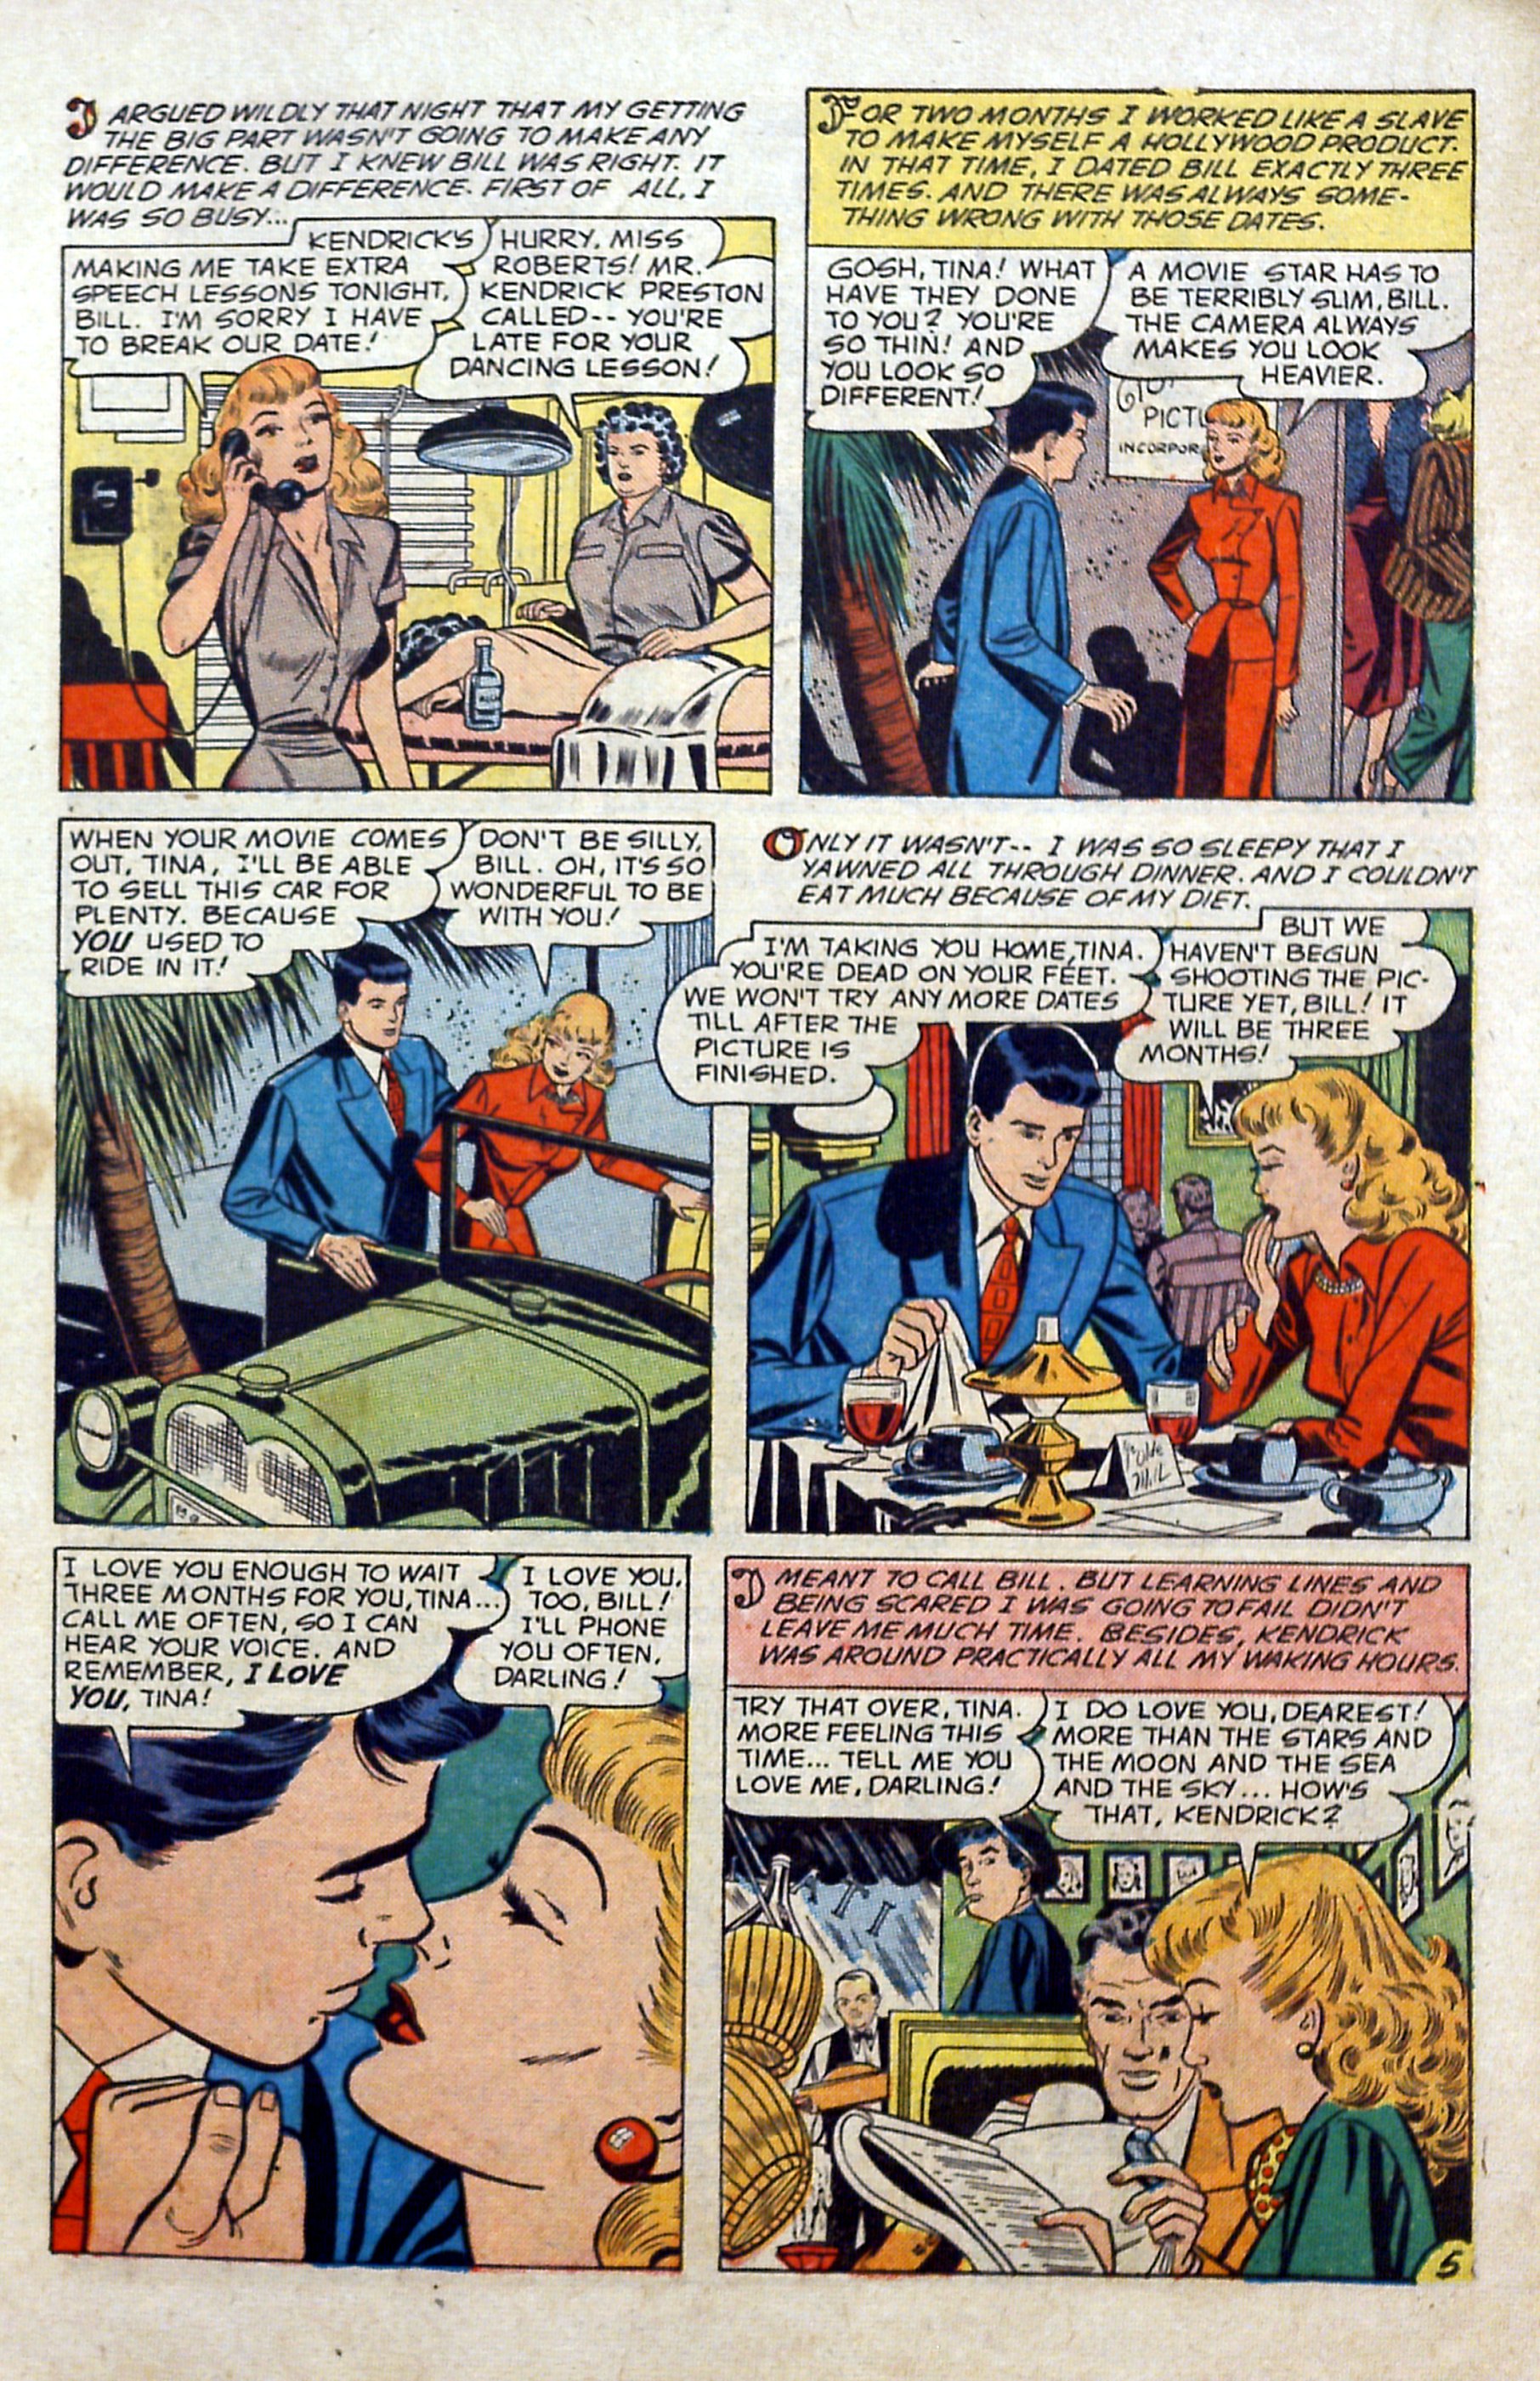 I ARGUED WILDLY THAT NIGHT THAT MY GETTING
THE BIG PART WASN'T GOING TO MAKE ANY
DIFFERENCE. BUT I KNEW BILL WAS RIGHT. IT
WOULD MAKE A DIFFERENCE. FIRST OF ALL, I
WAS SO BUSY...
KENDRICK'S
MAKING ME TAKE EXTRA
SPEECH LESSONS TONIGHT,
BILL. I'M SORRY I HAVE
TO BREAK OUR DATE!
HURRY, MISS
ROBERTS! MR.
KENDRICK PRESTON
CALLED-- YOU'RE
LATE FOR YOUR
DANCING LESSON!
FOR TWO MONTHS I WORKED LIKE A SLAVE
TO MAKE MYSELF A HOLLYWOOD PRODUCT.
IN THAT TIME, I DATED BILL EXACTLY THREE
TIMES. AND THERE WAS ALWAYS SOME-
THING WRONG WITH THOSE DATES.
GOSH, TINA! WHAT
HAVE THEY DONE
TO YOU? YOU'RE
SO THIN! AND
YOU LOOK SO
DIFFERENT!
A MOVIE STAR HAS TO
BE TERRIBLY SLIM, BILL.
THE CAMERA ALWAYS
MAKES YOU LOOK
HEAVIER.
PICTU
INCORPOR
WHEN YOUR MOVIE COMES
OUT, TINA, I'LL BE ABLE
TO SELL THIS CAR FOR
PLENTY. BECAUSE
YOU USED TO
RIDE IN IT!
DON'T BE SILLY,
BILL. OH, IT'S SO
WONDERFUL TO BE
WITH YOU!
ONLY IT WASN'T-- I WAS SO SLEEPY THAT I
YAWNED ALL THROUGH DINNER. AND I COULDN'T
EAT MUCH BECAUSE OF MY DIET.
I'M TAKING YOU HOME, TINA.
YOU'RE DEAD ON YOUR FEET.
WE WON'T TRY ANY MORE DATES
TILL AFTER THE
PICTURE IS
FINISHED.
BUT WE
HAVEN'T BEGUN
SHOOTING THE PIC-
TURE YET, BILL! IT
WILL BE THREE
MONTHS!
I LOVE YOU ENOUGH TO WAIT
THREE MONTHS FOR YOU, TINA...
CALL ME OFTEN, SO I CAN
HEAR YOUR VOICE. AND
REMEMBER, I LOVE
YOU, TINA!
I LOVE YOU,
TOO, BILL!
I'LL PHONE
YOU OFTEN,
DARLING!
I MEANT TO CALL BILL. BUT LEARNING LINES AND
BEING SCARED I WAS GOING TO FAIL DIDN'T
LEAVE ME MUCH TIME. BESIDES, KENDRICK
WAS AROUND PRACTICALLY ALL MY WAKING HOURS.
TRY THAT OVER, TINA.
MORE FEELING THIS
TIME... TELL ME YOU
LOVE ME, DARLING!
I DO LOVE YOU, DEAREST!
MORE THAN THE STARS AND
THE MOON AND THE SEA
AND THE SKY... HOW'S
THAT, KENDRICK?
5